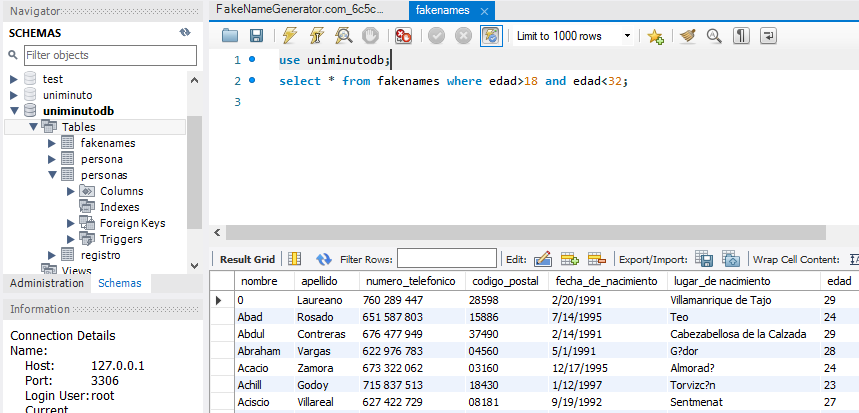 Navigator
SCHEMAS
Filter objects
test
uniminuto
uniminutodb
Tables
fakenames
persona
personas
Columns
Indexes
Foreign Keys
Triggers
registro
Views
Administration Schemas
Information
Connection Details
Name:
Host: 127.0.0.1
Port: 3306
Login User: root
Current
FakeNameGenerator.com_6c5c... fakenames
Limit to 1000 rows
1 use uniminutodb;
2 select * from fakenames where edad>18 and edad<32;
3
Result Grid Filter Rows: Edit: Export/Import: Wrap Cell Content:
nombre apellido numero_telefonico codigo_postal fecha_de_nacimiento lugar_de nacimiento edad
0 Laureano 760 289 447 28598 2/20/1991 Villamanrique de Tajo 29
Abad Rosado 651 587 803 15886 7/14/1995 Teo 24
Abdul Contreras 676 477 949 37490 2/14/1991 Cabezabellosa de la Calzada 29
Abraham Vargas 622 976 783 04560 5/1/1991 G?dor 28
Acacio Zamora 673 322 062 03160 12/17/1995 Almorad? 24
Achill Godoy 715 837 513 18430 1/12/1997 Torvizc?n 23
Aciscio Villareal 627 422 729 08181 9/19/1992 Sentmenat 27